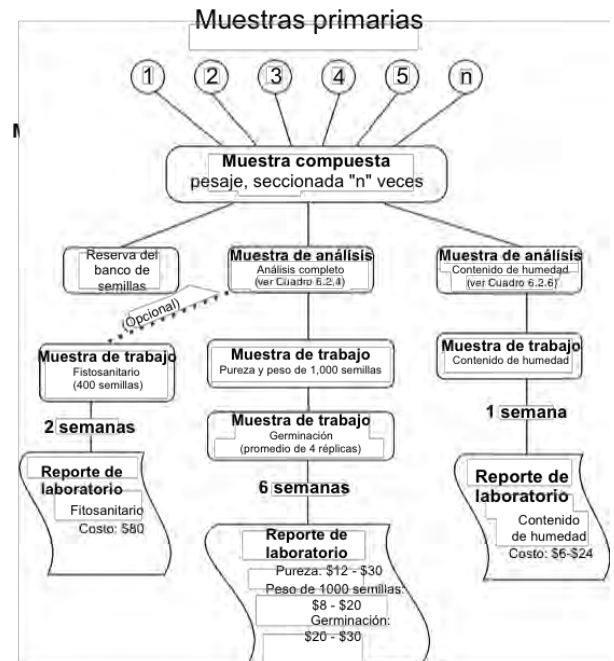 Muestras primarias
1 2 3 4 5 n
M
Muestra compuesta
pesaje, seccionada "n" veces
Reserva del
banco de
semillas
Muestra de análisis
Análisis completo
(ver Cuadro 6.2.4)
Muestra de análisis
Contenido de humedad
(ver Cuadro 6.2.6)
(Opcional)
Muestra de trabajo
Fistosanitario
(400 semillas)
Muestra de trabajo
Pureza y peso de 1,000 semillas
Muestra de trabajo
Contenido de humedad
Muestra de trabajo
Germinación
(promedio de 4 réplicas)
2 semanas
6 semanas
1 semana
Reporte de
laboratorio
Fitosanitario
Costo: $80
Reporte de
laboratorio
Pureza: $12 - $30
Peso de 1000 semillas:
$8 - $20
Germinación:
$20 - $30
Reporte de
laboratorio
Contenido
de humedad
Costo: $6-$24